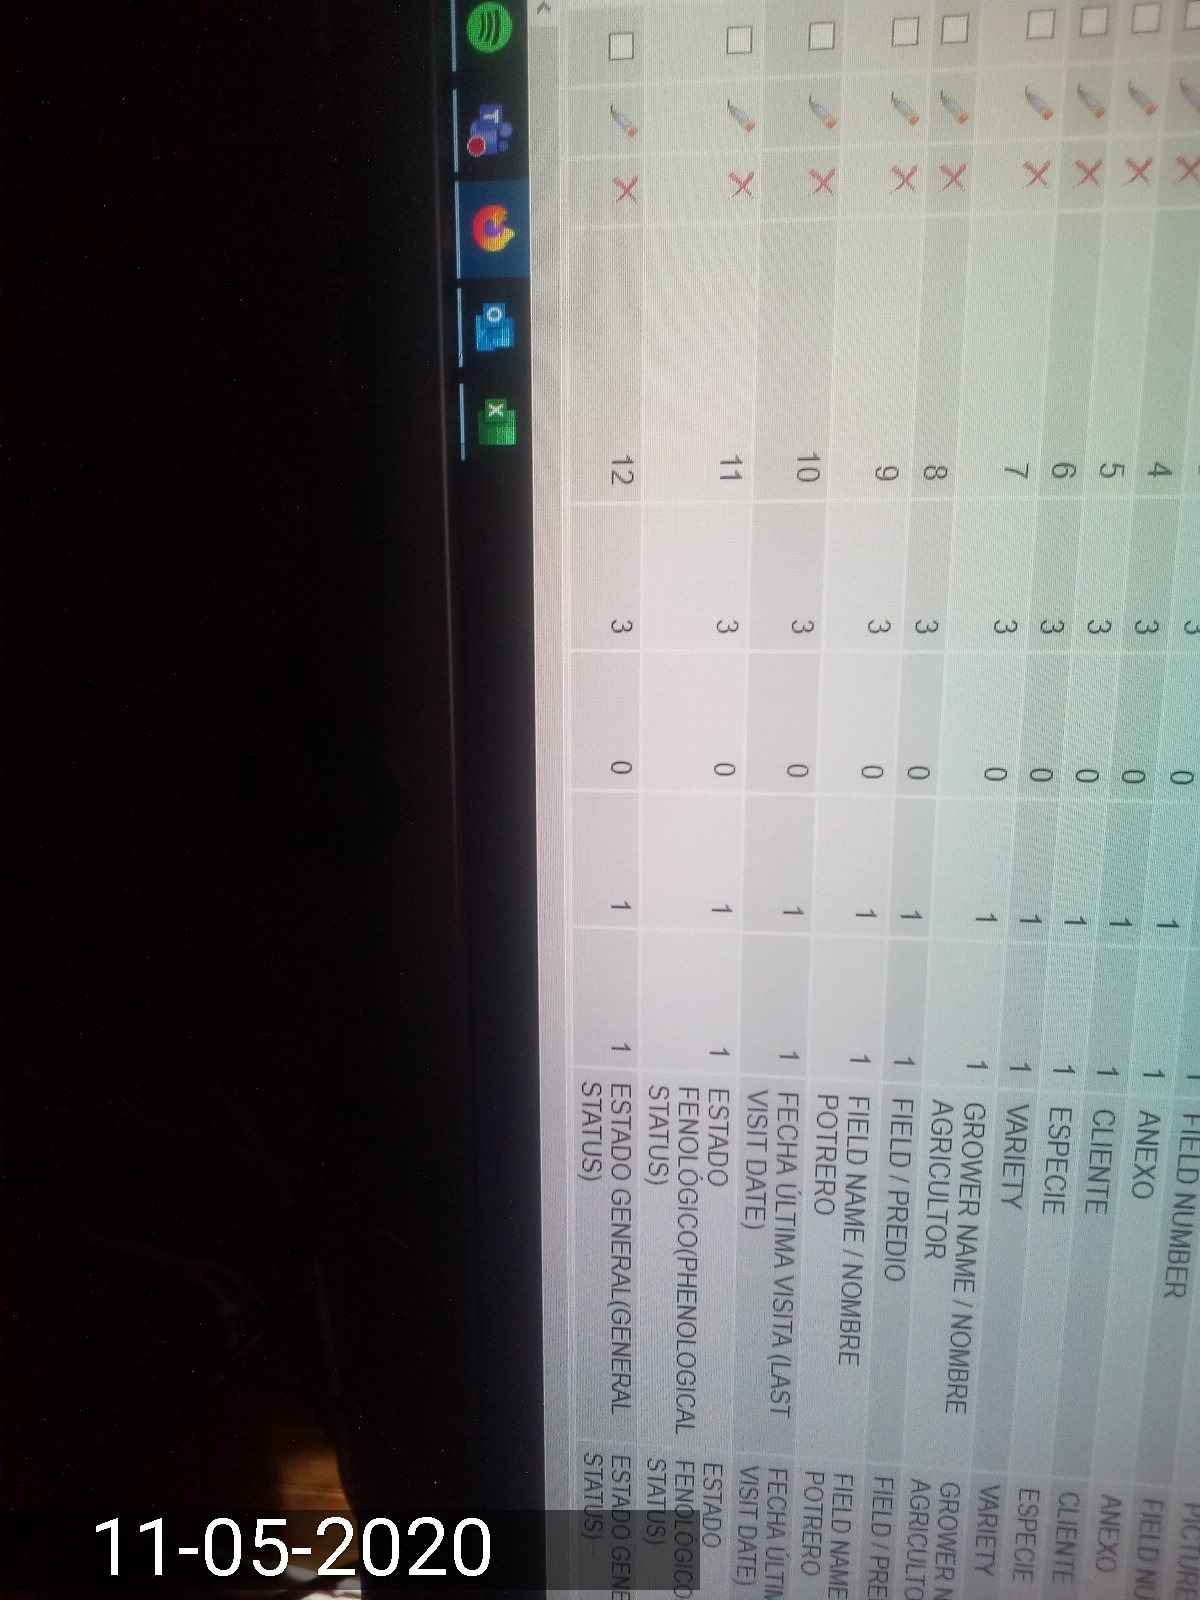 FIELD NUMBER FIELD NU
3 0 1 1 ANEXO ANEXO
4 3 0 1 1 CLIENTE CLIENTE
5 3 0 1 1 ESPECIE ESPECIE
6 3 0 1 1 VARIETY VARIETY
7 3 0 1 1 GROWER NAME / NOMBRE GROWER N
AGRICULTOR AGRICULTO
8 3 0 1 1 FIELD / PREDIO FIELD / PRE
9 3 0 1 1 FIELD NAME / NOMBRE FIELD NAME
POTRERO POTRERO
10 3 0 1 1 FECHA ÚLTIMA VISITA (LAST FECHA ÚLTIM
VISIT DATE) VISIT DATE)
11 3 0 1 1 ESTADO ESTADO
FENOLÓGICO(PHENOLOGICAL FENOLÓGICO
STATUS) STATUS)
12 3 0 1 1 ESTADO GENERAL(GENERAL ESTADO GENE
STATUS) STATUS)
11-05-2020